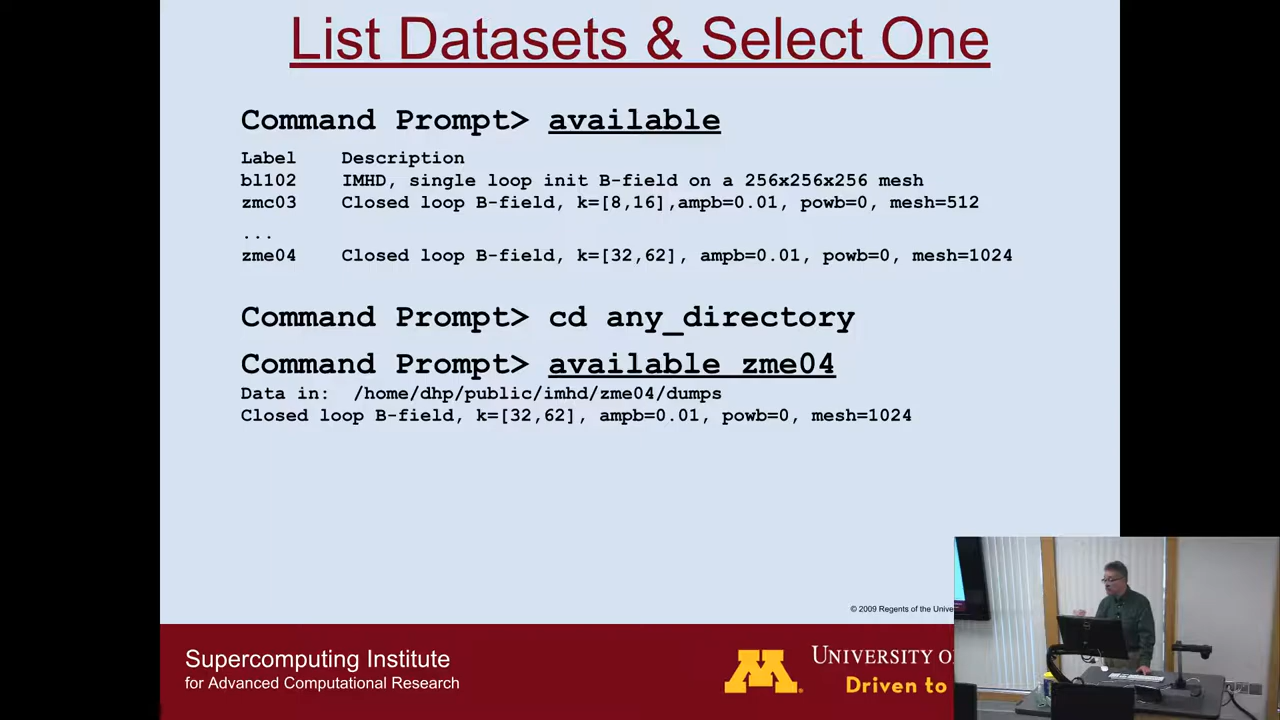 List Datasets & Select One
Command Prompt> available
Label Description
bl102 IMHD, single loop init B-field on a 256x256x256 mesh
zmc03 Closed loop B-field, k=[8,16],ampb=0.01, powb=0, mesh=512
...
zme04 Closed loop B-field, k=[32,62], ampb=0.01, powb=0, mesh=1024
Command Prompt> cd any_directory
Command Prompt> available zme04
Data in: /home/dhp/public/imhd/zme04/dumps
Closed loop B-field, k=[32,62], ampb=0.01, powb=0, mesh=1024
© 2009 Regents of the Unive
Supercomputing Institute
for Advanced Computational Research
M
UNIVERSITY O
Driven to